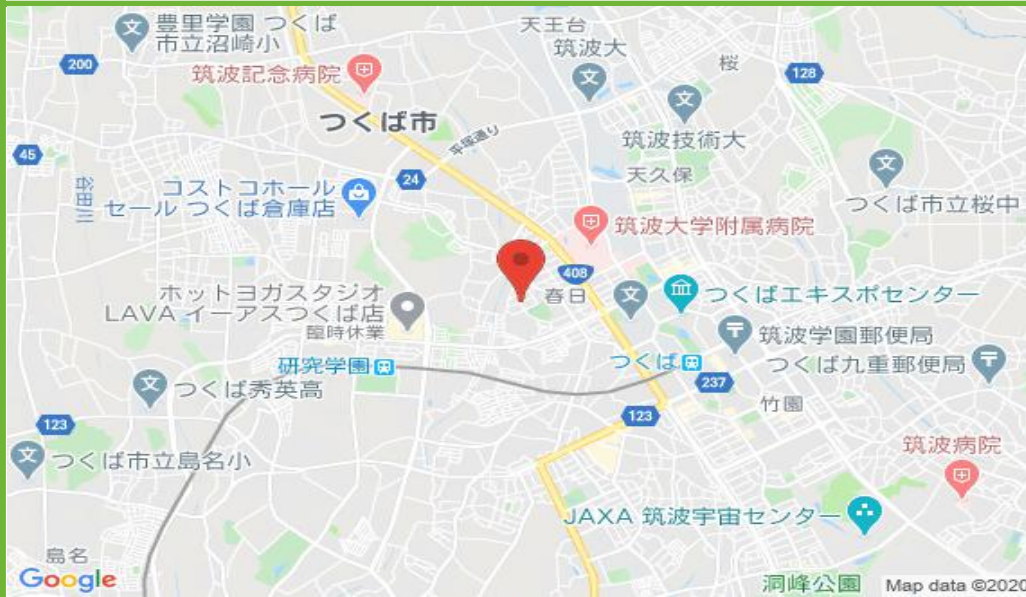 豊里学園 つくば
市立沼崎小
天王台
筑波大
桜
200
筑波記念病院
128
つくば市
平塚通り
筑波技術大
45
谷田川
24
天久保
コストコホール
セール つくば倉庫店
つくば市立桜中
筑波大学附属病院
408
春日
つくばエキスポセンター
ホットヨガスタジオ
LAVA イーアスつくば店
臨時休業
筑波学園郵便局
研究学園
つくば
つくば九重郵便局
237
つくば秀英高
竹園
123
123
つくば市立島名小
筑波病院
JAXA 筑波宇宙センター
島名
Google
洞峰公園
Map data ©2020